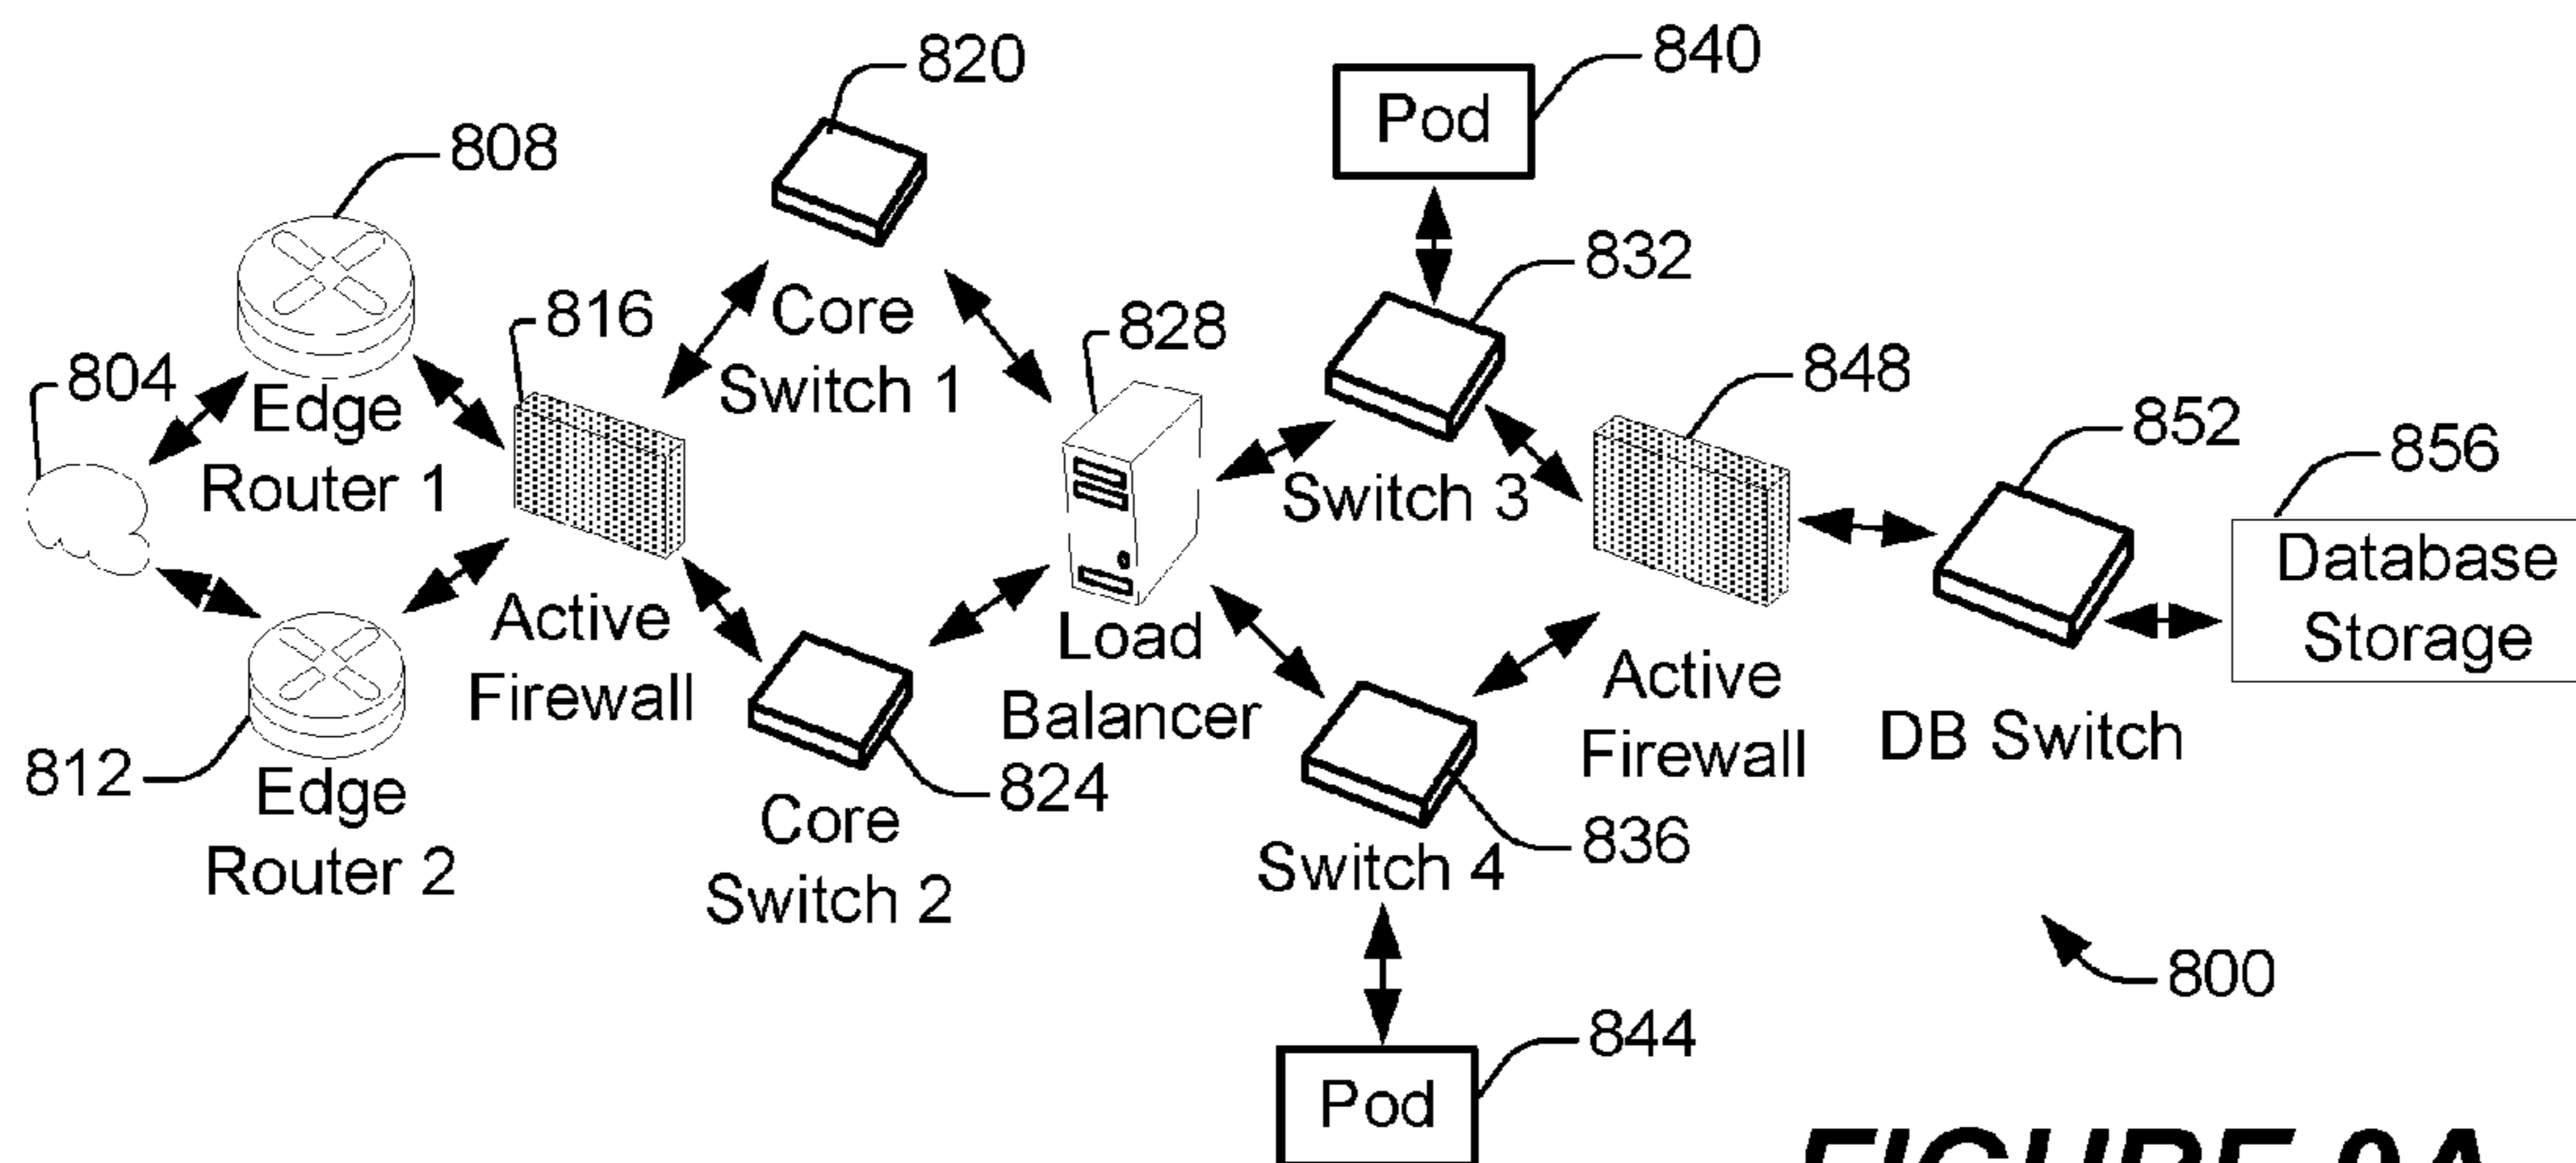 820
840
Pod
808
832
816
Core
Switch 1
828
848
804
Edge
Router 1
Switch 3
852
856
Database
Storage
Active
Firewall
Load
Balancer
Active
Firewall
DB Switch
812
Edge
Router 2
824
Core
Switch 2
836
Switch 4
800
844
Pod
FIGURE